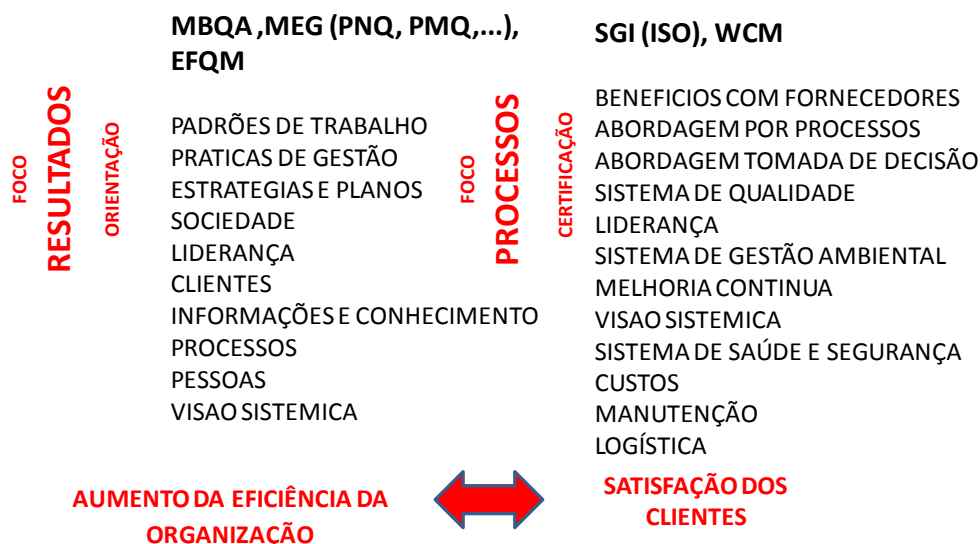 MBQA ,MEG (PNQ, PMQ,...),
EFQM
FOCO
RESULTADOS
ORIENTAÇÃO
PADRÕES DE TRABALHO
PRATICAS DE GESTÃO
ESTRATEGIAS E PLANOS
SOCIEDADE
LIDERANÇA
CLIENTES
INFORMAÇÕES E CONHECIMENTO
PROCESSOS
PESSOAS
VISAO SISTEMICA
SGI (ISO), WCM
FOCO
PROCESSOS
CERTIFICAÇÃO
BENEFICIOS COM FORNECEDORES
ABORDAGEM POR PROCESSOS
ABORDAGEM TOMADA DE DECISÃO
SISTEMA DE QUALIDADE
LIDERANÇA
SISTEMA DE GESTÃO AMBIENTAL
MELHORIA CONTINUA
VISAO SISTEMICA
SISTEMA DE SAÚDE E SEGURANÇA
CUSTOS
MANUTENÇÃO
LOGÍSTICA
AUMENTO DA EFICIÊNCIA DA
ORGANIZAÇÃO
SATISFAÇÃO DOS
CLIENTES